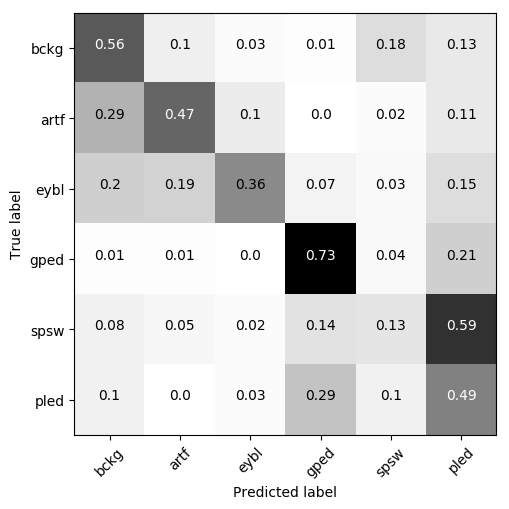 bckg 0.56 0.1 0.03 0.01 0.18 0.13
artf 0.29 0.47 0.1 0.0 0.02 0.11
eybl 0.2 0.19 0.36 0.07 0.03 0.15
gped 0.01 0.01 0.0 0.73 0.04 0.21
spsw 0.08 0.05 0.02 0.14 0.13 0.59
pled 0.1 0.0 0.03 0.29 0.1 0.49
True label
bckg artf eybl gped spsw pled
Predicted label